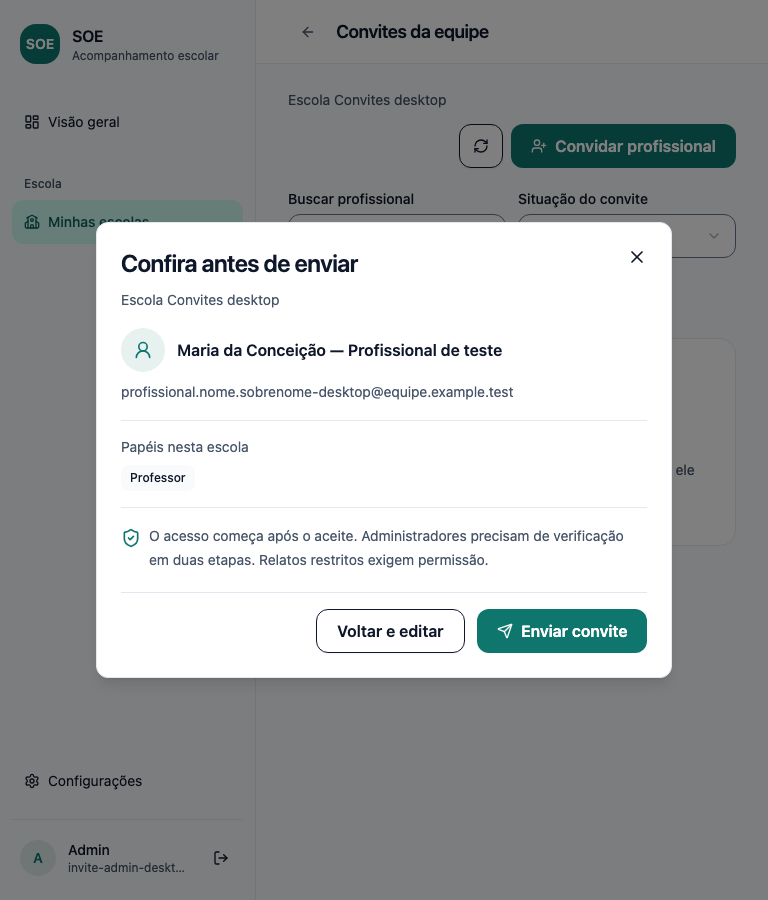 SOE
SOE
Acompanhamento escolar
Visão geral
Escola
Minhas escolas
Configurações
A
Admin
invite-admin-deskt...
Convites da equipe
Escola Convites desktop
Convidar profissional
Buscar profissional
Situação do convite
ele
Confira antes de enviar
Escola Convites desktop
Maria da Conceição — Profissional de teste
profissional.nome.sobrenome-desktop@equipe.example.test
Papéis nesta escola
Professor
O acesso começa após o aceite. Administradores precisam de verificação
em duas etapas. Relatos restritos exigem permissão.
Voltar e editar
Enviar convite